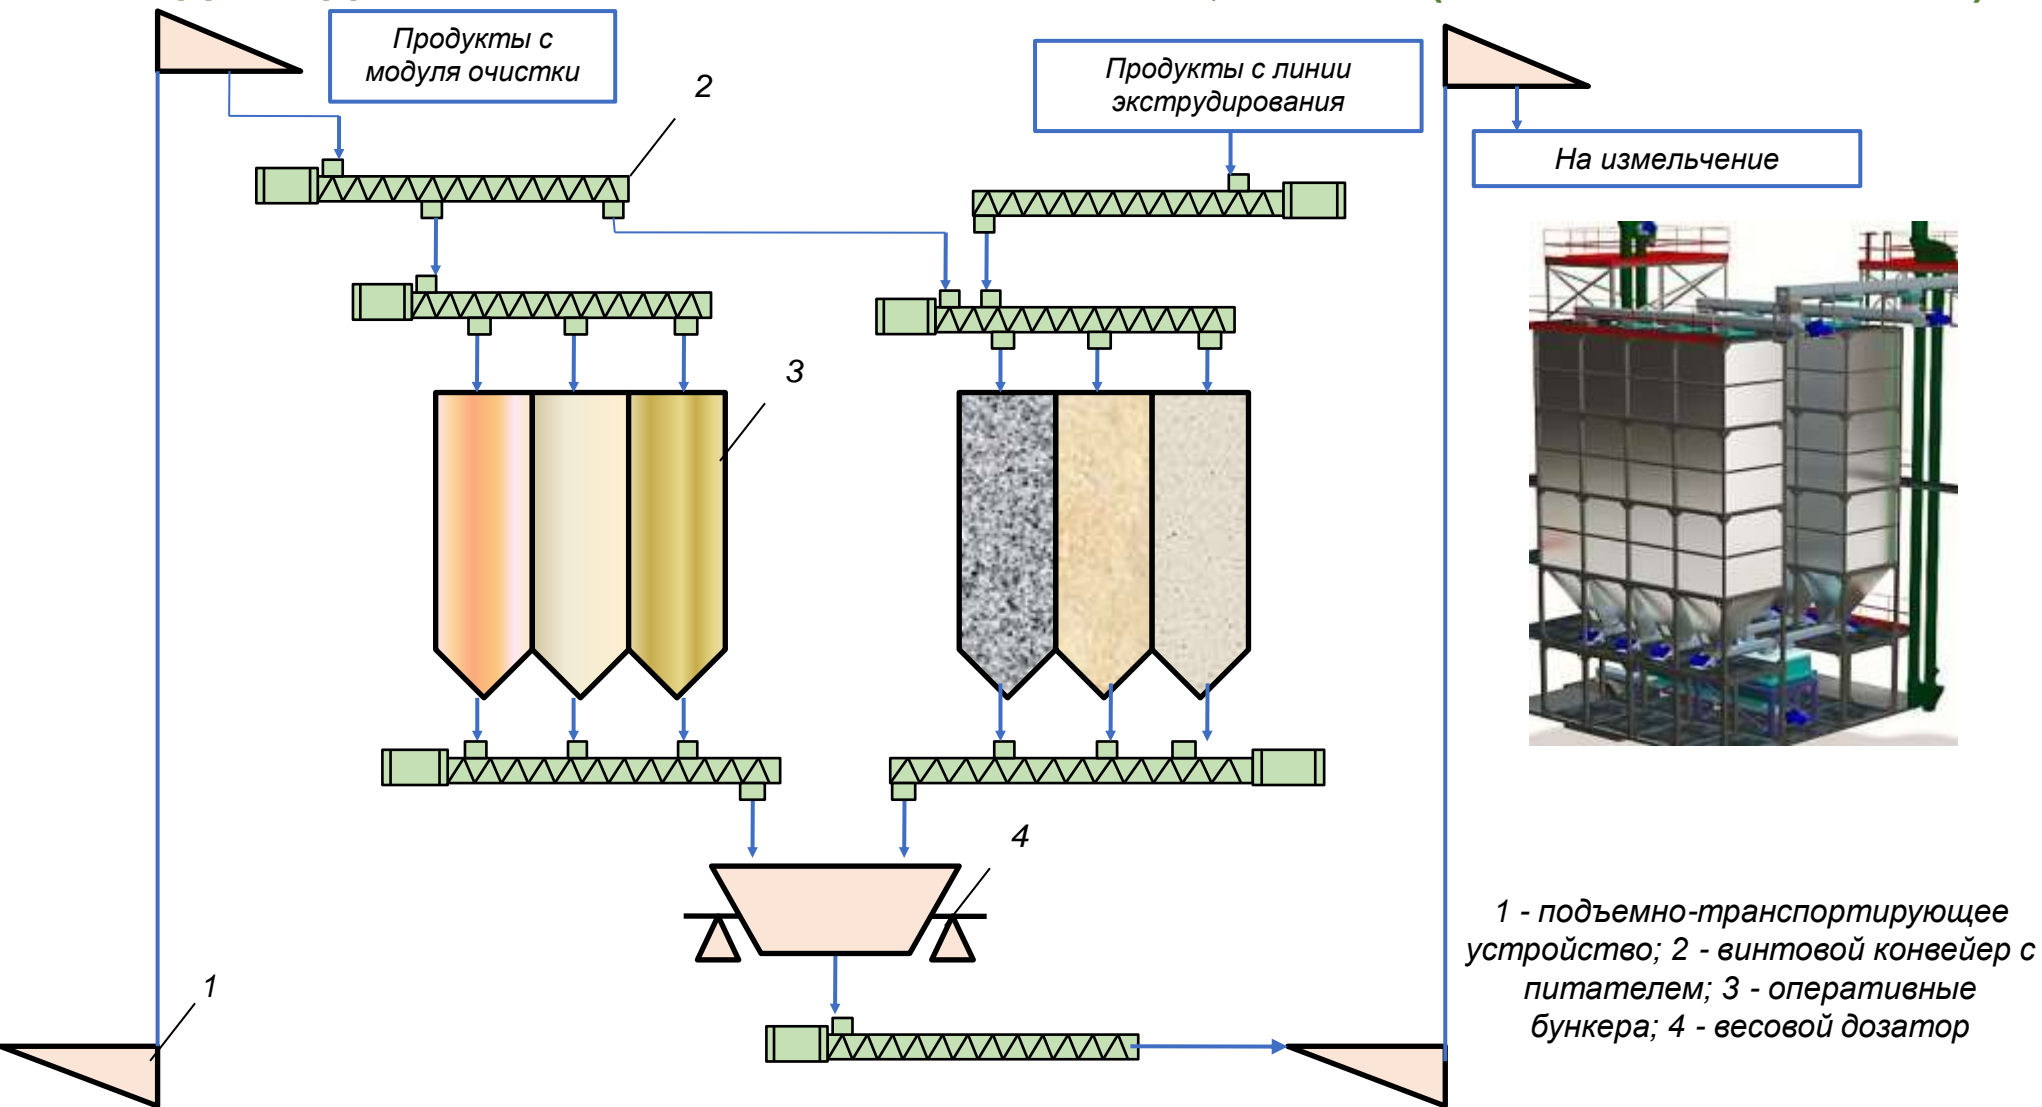 Продукты с
модуля очистки
2
Продукты с линии
экструдирования
На измельчение
3
4
1
1 - подъемно-транспортирующее
устройство; 2 - винтовой конвейер с
питателем; 3 - оперативные
бункера; 4 - весовой дозатор